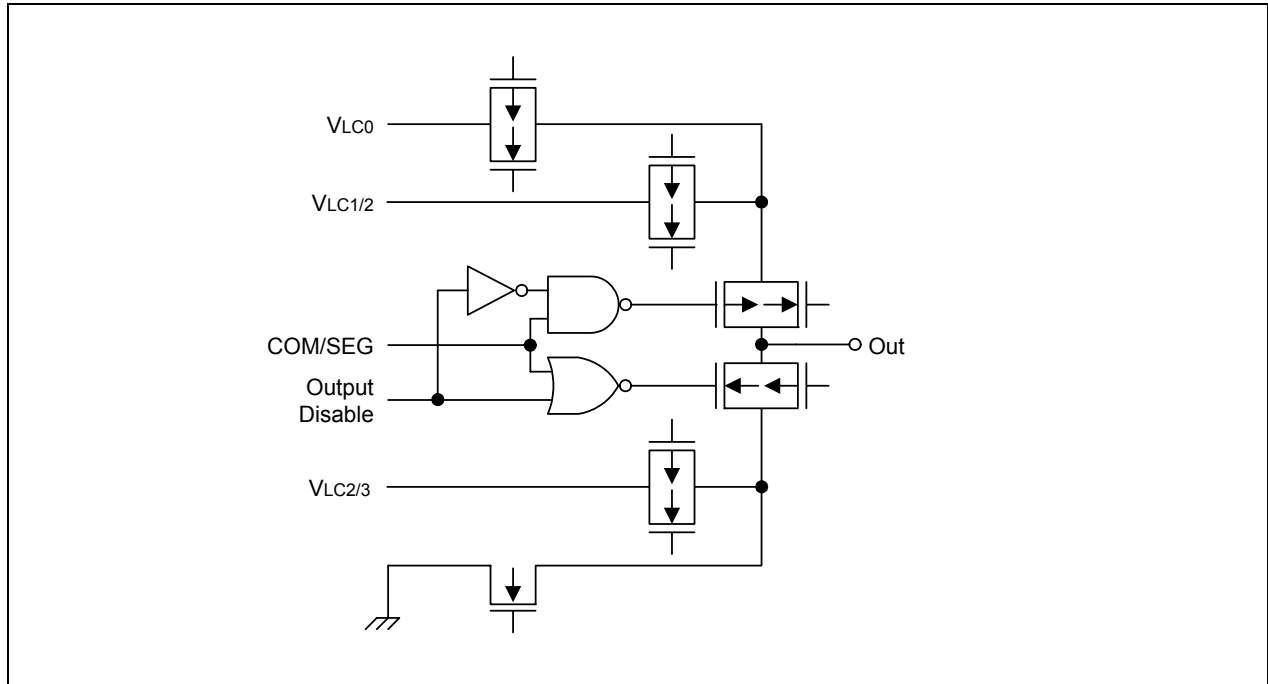 VLC0
VLC1/2
COM/SEG
Out
Output
Disable
VLC2/3